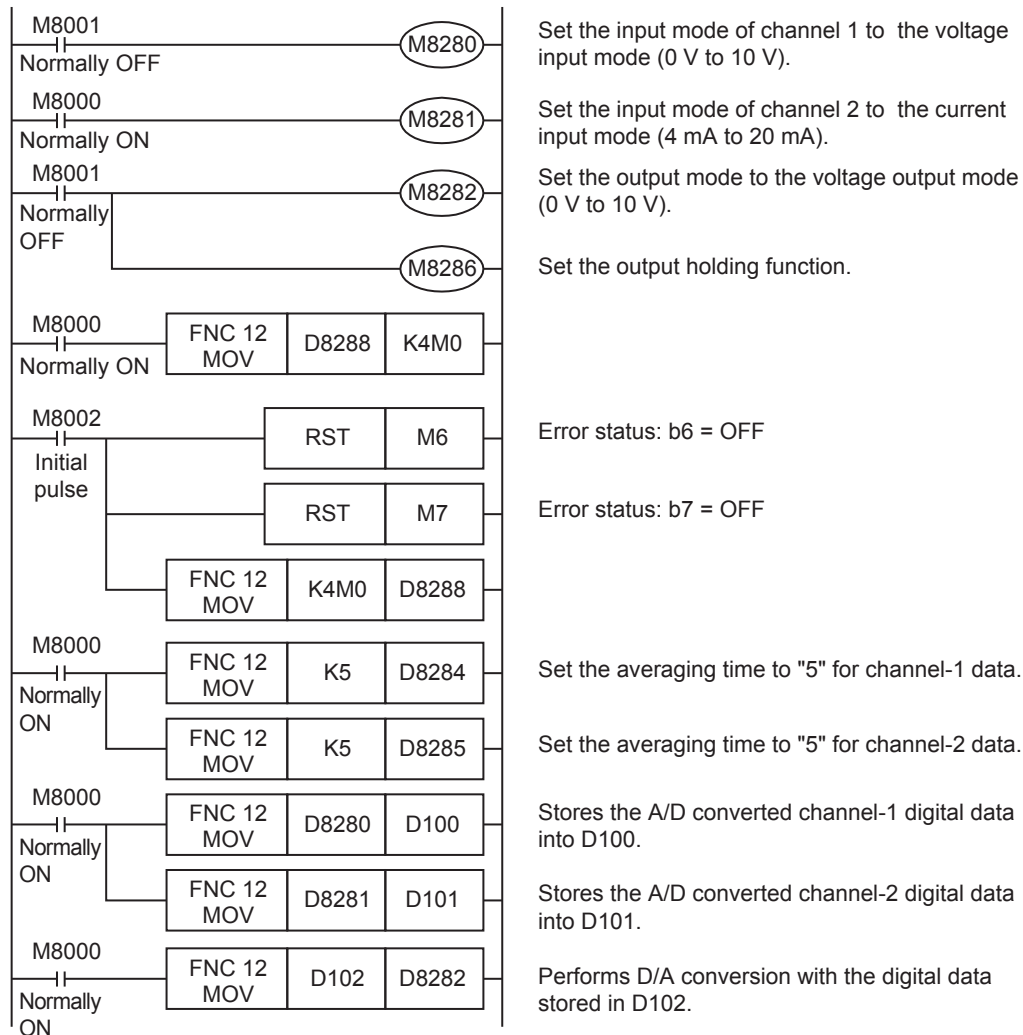 M8001
M8280
Normally OFF
Set the input mode of channel 1 to the voltage
input mode (0 V to 10 V).
M8000
M8281
Normally ON
Set the input mode of channel 2 to the current
input mode (4 mA to 20 mA).
M8001
M8282
Normally
OFF
Set the output mode to the voltage output mode
(0 V to 10 V).
M8286
Set the output holding function.
M8000
Normally ON
FNC 12
MOV
D8288
K4M0
M8002
Initial
pulse
RST
M6
Error status: b6 = OFF
RST
M7
Error status: b7 = OFF
FNC 12
MOV
K4M0
D8288
M8000
Normally
ON
FNC 12
MOV
K5
D8284
Set the averaging time to "5" for channel-1 data.
FNC 12
MOV
K5
D8285
Set the averaging time to "5" for channel-2 data.
M8000
Normally
ON
FNC 12
MOV
D8280
D100
Stores the A/D converted channel-1 digital data
into D100.
FNC 12
MOV
D8281
D101
Stores the A/D converted channel-2 digital data
into D101.
M8000
Normally
ON
FNC 12
MOV
D102
D8282
Performs D/A conversion with the digital data
stored in D102.